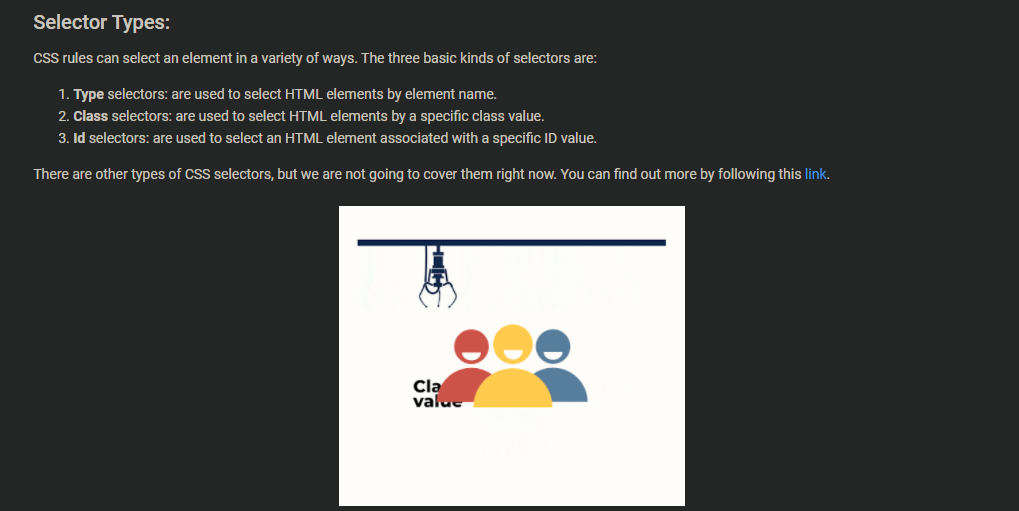 Selector Types:
CSS rules can select an element in a variety of ways. The three basic kinds of selectors are:
1. Type selectors: are used to select HTML elements by element name.
2. Class selectors: are used to select HTML elements by a specific class value.
3. Id selectors: are used to select an HTML element associated with a specific ID value.
There are other types of CSS selectors, but we are not going to cover them right now. You can find out more by following this link.
Cla
value